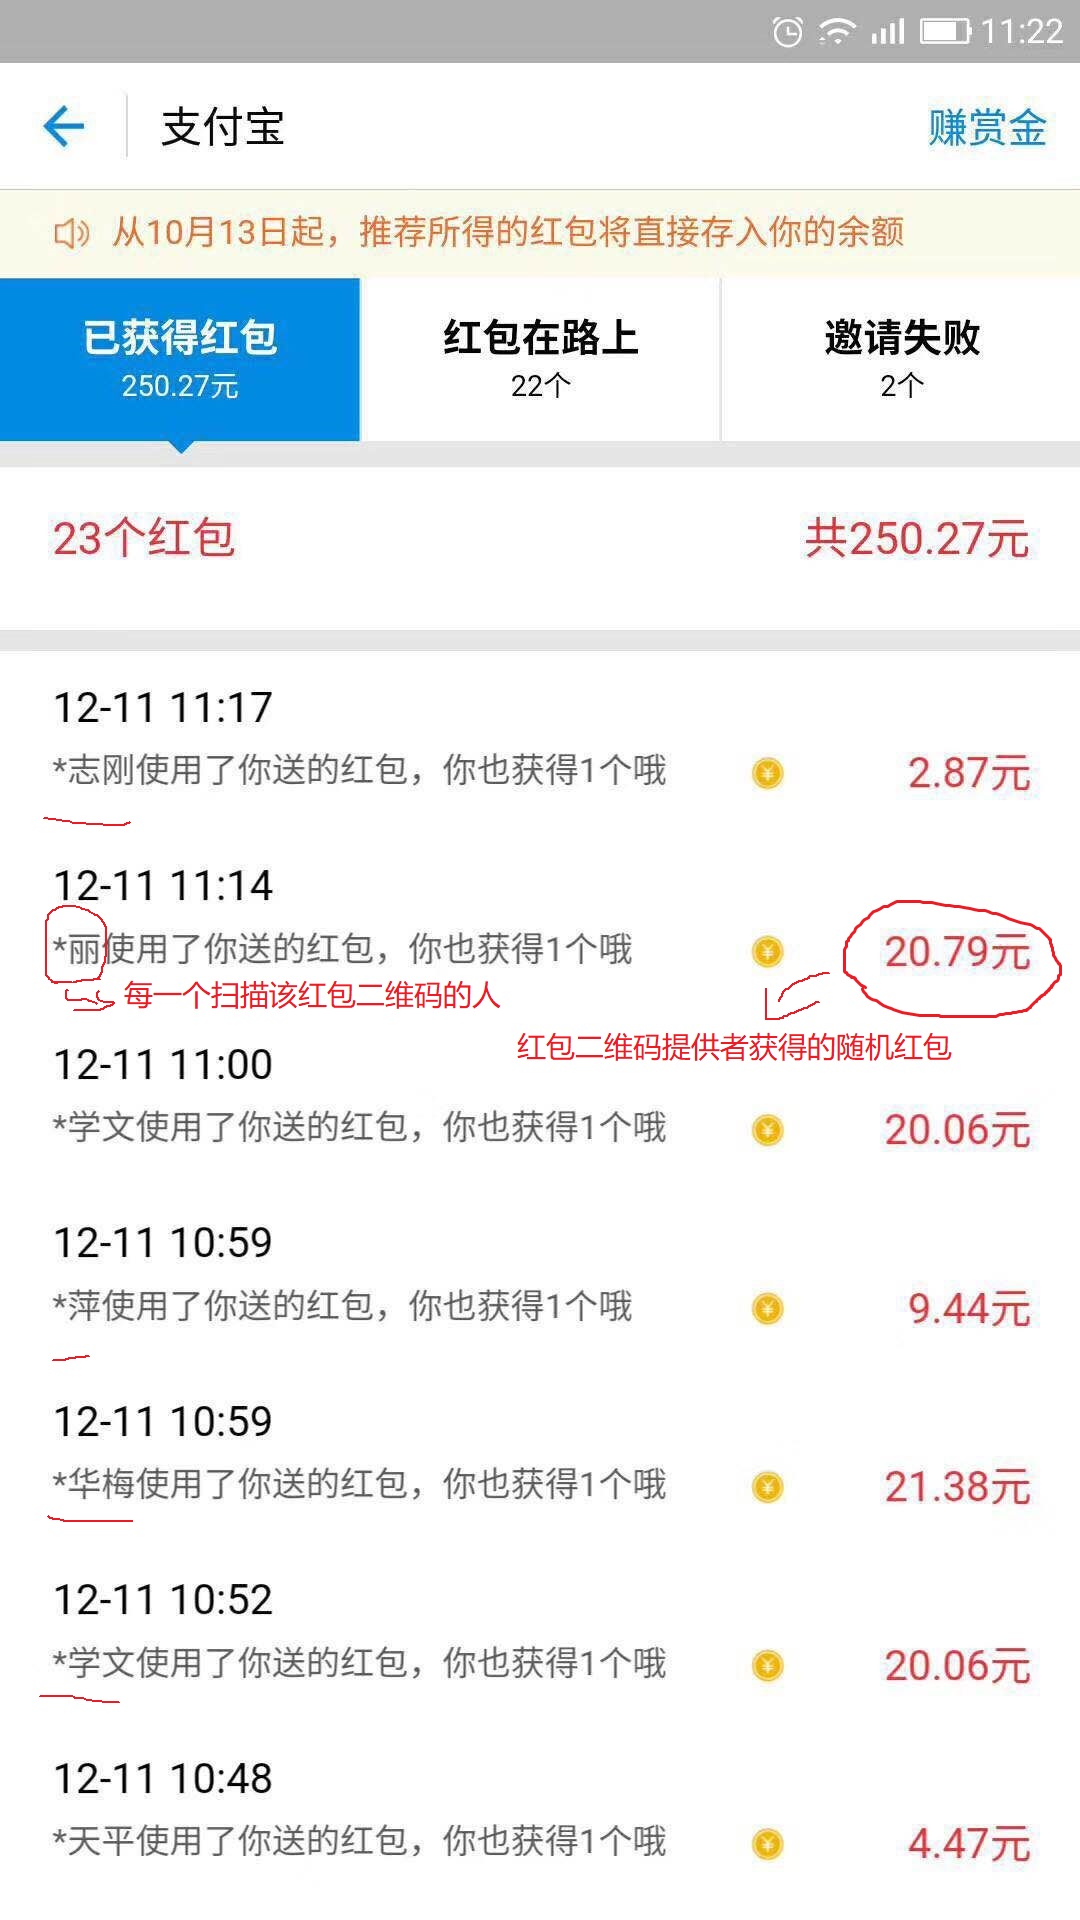 11:22
支付宝
赚赏金
从10月13日起，推荐所得的红包将直接存入你的余额
已获得红包
250.27元
红包在路上
22个
邀请失败
2个
23个红包
共250.27元
12-11 11:17
*志刚使用了你送的红包，你也获得1个哦
2.87元
12-11 11:14
*丽使用了你送的红包，你也获得1个哦
20.79元
每一个扫描该红包二维码的人
红包二维码提供者获得的随机红包
12-11 11:00
*学文使用了你送的红包，你也获得1个哦
20.06元
12-11 10:59
*萍使用了你送的红包，你也获得1个哦
9.44元
12-11 10:59
*华梅使用了你送的红包，你也获得1个哦
21.38元
12-11 10:52
*学文使用了你送的红包，你也获得1个哦
20.06元
12-11 10:48
*天平使用了你送的红包，你也获得1个哦
4.47元